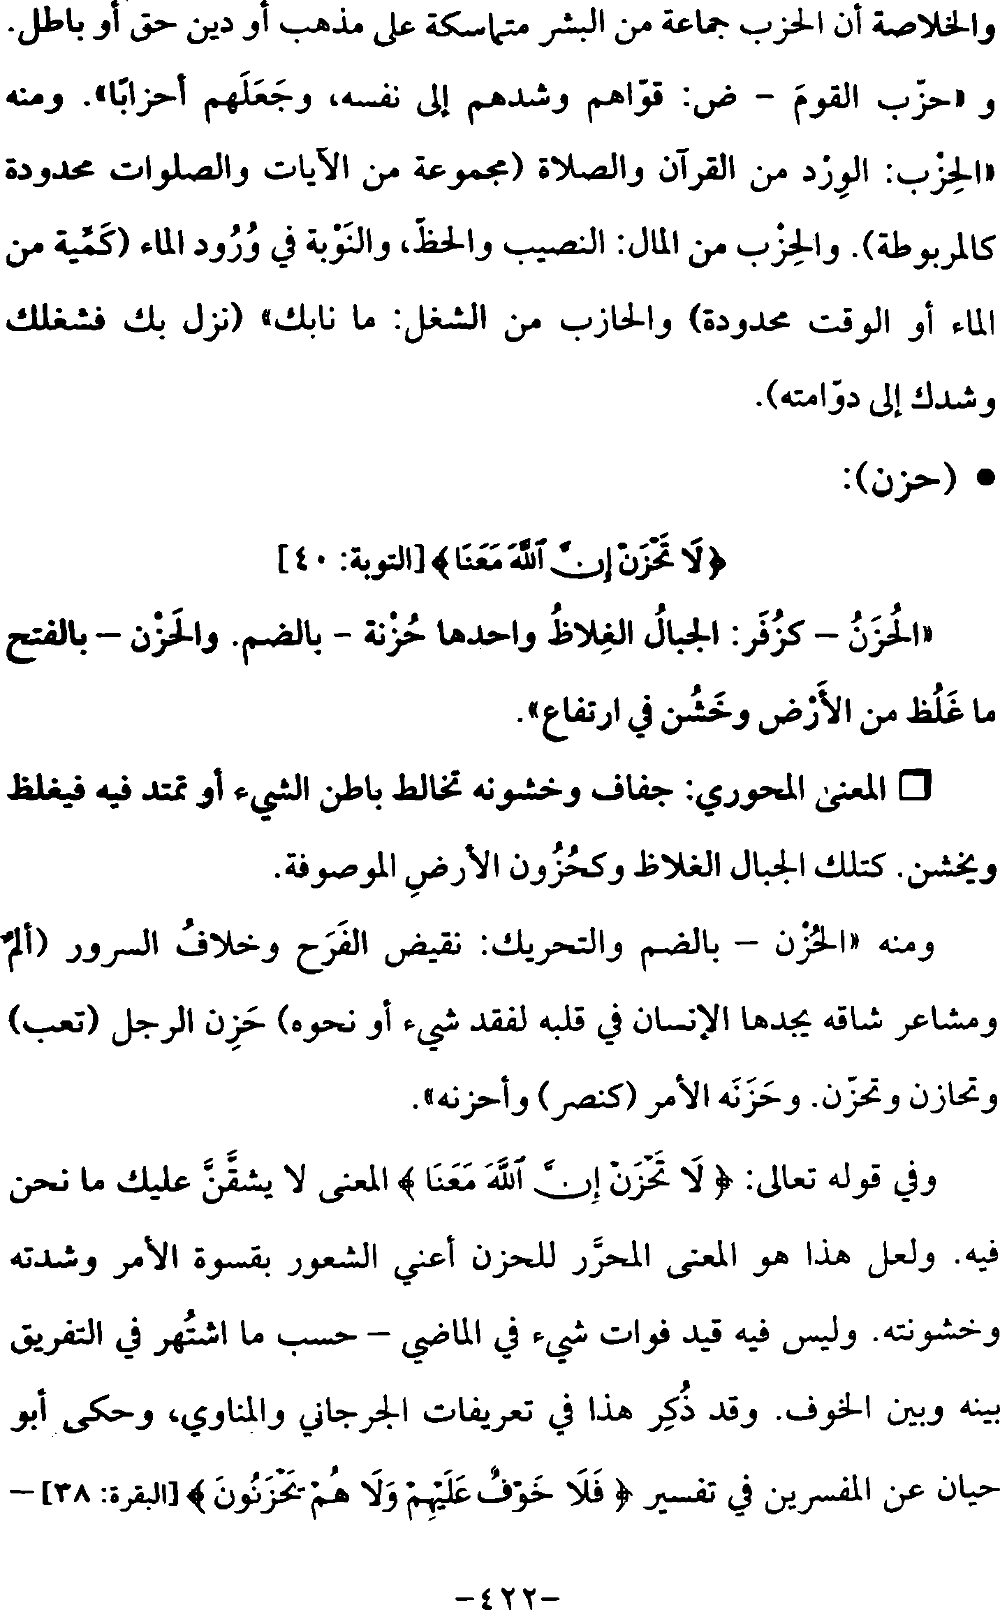 والخلاصة أن الحزب جماعة من البشر متماسكة على مذهب أو دين حق أو باطل.
و «حزّب القومَ – ض: قوّاهم وشدهم إلى نفسه، وجَعَلَهم أحزابًا». ومنه
«الحِزْب: الوِرْد من القرآن والصلاة (مجموعة من الآيات والصلوات محدودة
كالمربوطة). والحِزْب من المال: النصيب والحظّ، والنَوْبة في وُرُود الماء (كَمِّية من
الماء أو الوقت محدودة) والحازب من الشغل: ما نابك» (نزل بك فشغلك
وشدك إلى دوّامته).
• (حزن):
﴿لَا تَحْزَنْ إِنَّ ٱللَّهَ مَعَنَا﴾ [التوبة: ٤٠]
«الحُزَنُ – كزُفَر: الجبالُ الغِلاظُ واحدها حُزْنة – بالضم. والحَزْن – بالفتح
ما غَلُظ من الأَرْض وخَشُن في ارتفاع».
□ المعنى المحوري: جفاف وخشونه تخالط باطن الشيء أو تمتد فيه فيغلظ
ويخشن. كتلك الجبال الغلاظ وكحُزُون الأرضِ الموصوفة.
ومنه «الحُزْن – بالضم والتحريك: نقيض الفَرَح وخلافُ السرور (ألمٌ
ومشاعر شاقه يجدها الإنسان في قلبه لفقد شيء أو نحوه) حَزِن الرجل (تعب)
وتحازن وتحزّن. وحَزَنَه الأمر (كنصر) وأحزنه».
وفي قوله تعالى: ﴿لَا تَحْزَنْ إِنَّ ٱللَّهَ مَعَنَا﴾ المعنى لا يشقَّنَّ عليك ما نحن
فيه. ولعل هذا هو المعنى المحرَّر للحزن أعني الشعور بقسوة الأمر وشدته
وخشونته. وليس فيه قيد فوات شيء في الماضي – حسب ما اشتُهر في التفريق
بينه وبين الخوف. وقد ذُكِر هذا في تعريفات الجرجاني والمناوي، وحكى أبو
حيان عن المفسرين في تفسير ﴿فَلَا خَوْفٌ عَلَيْهِمْ وَلَا هُمْ يَحْزَنُونَ﴾ [البقرة: ٣٨] –
-٤٢٢-